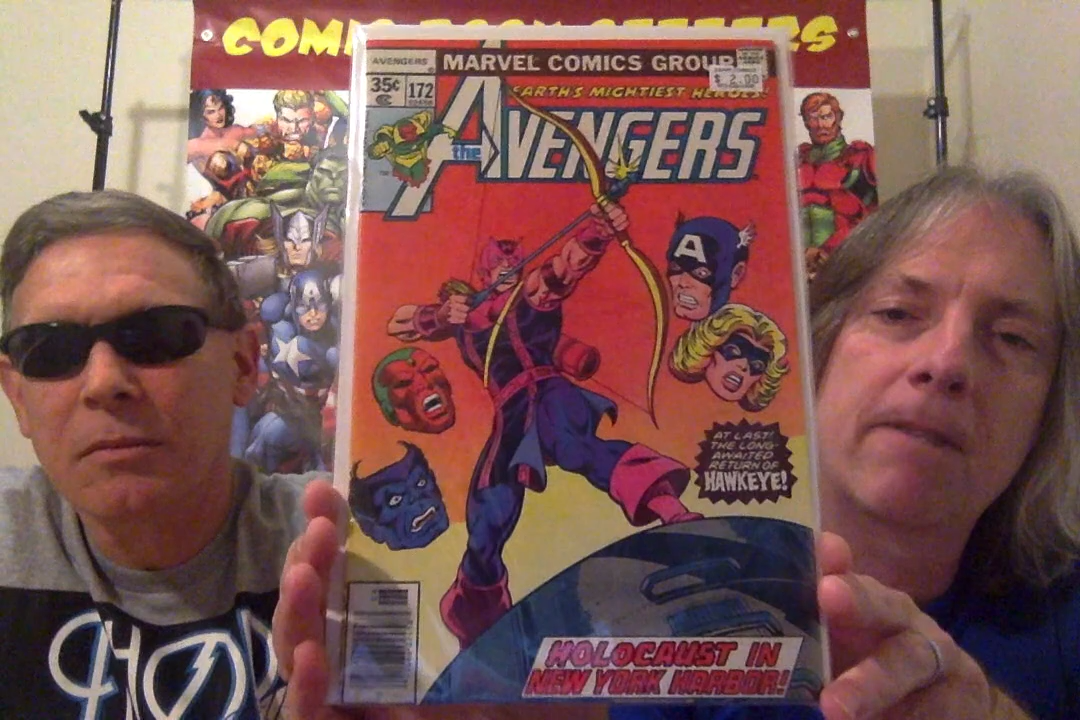 COMI
ERS
AVENGERS
MARVEL COMICS GROUP
$ 2.00
35¢
172
EARTH'S MIGHTIEST HEROES!
the AVENGERS
A
AT LAST!
THE LONG-
AWAITED
RETURN OF
HAWKEYE!
HOLOCAUST IN
NEW YORK HARBOR!